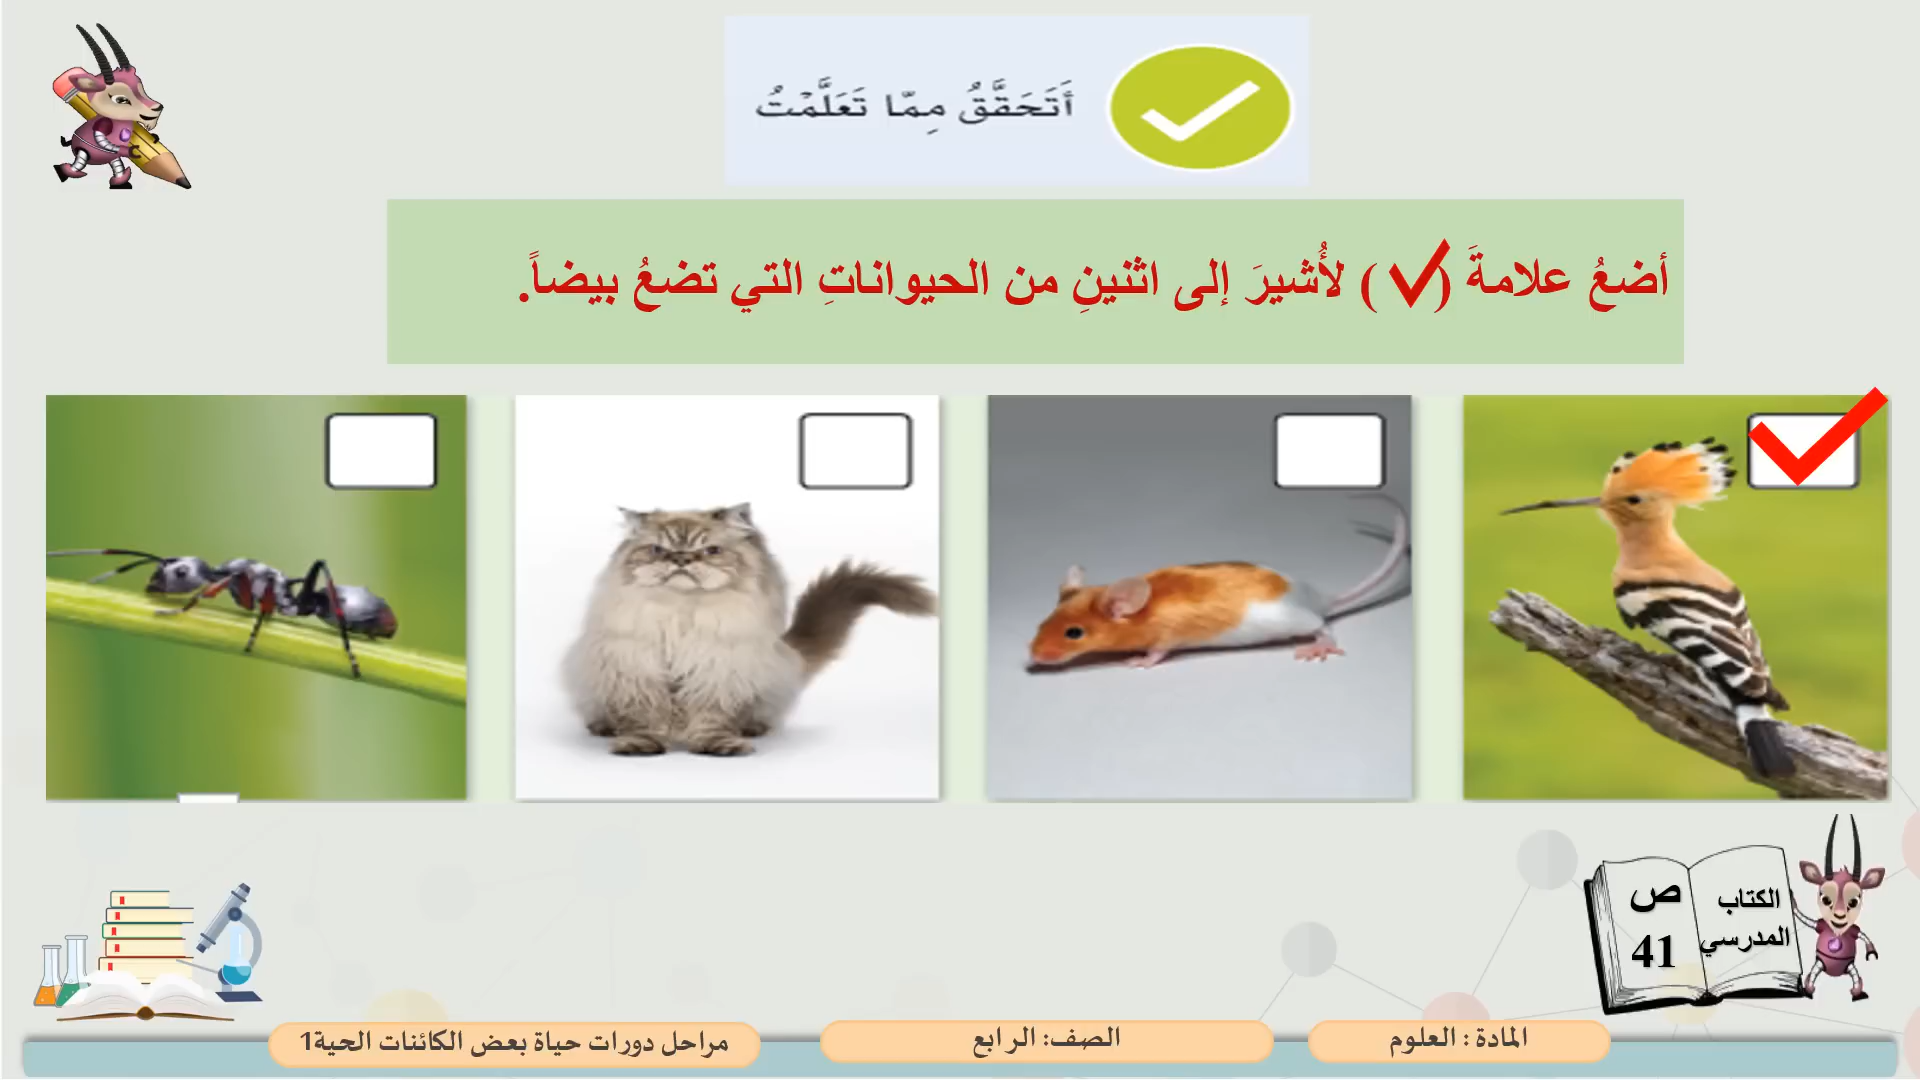 أَتَحَقَّقُ مِمّا تَعَلَّمْتُ
أضعُ علامةَ (✓) لأُشيرَ إلى اثنينِ من الحيواناتِ التي تضعُ بيضاً.
الكتاب
المدرسي
ص
41
المادة : العلوم
الصف: الرابع
مراحل دورات حياة بعض الكائنات الحية1